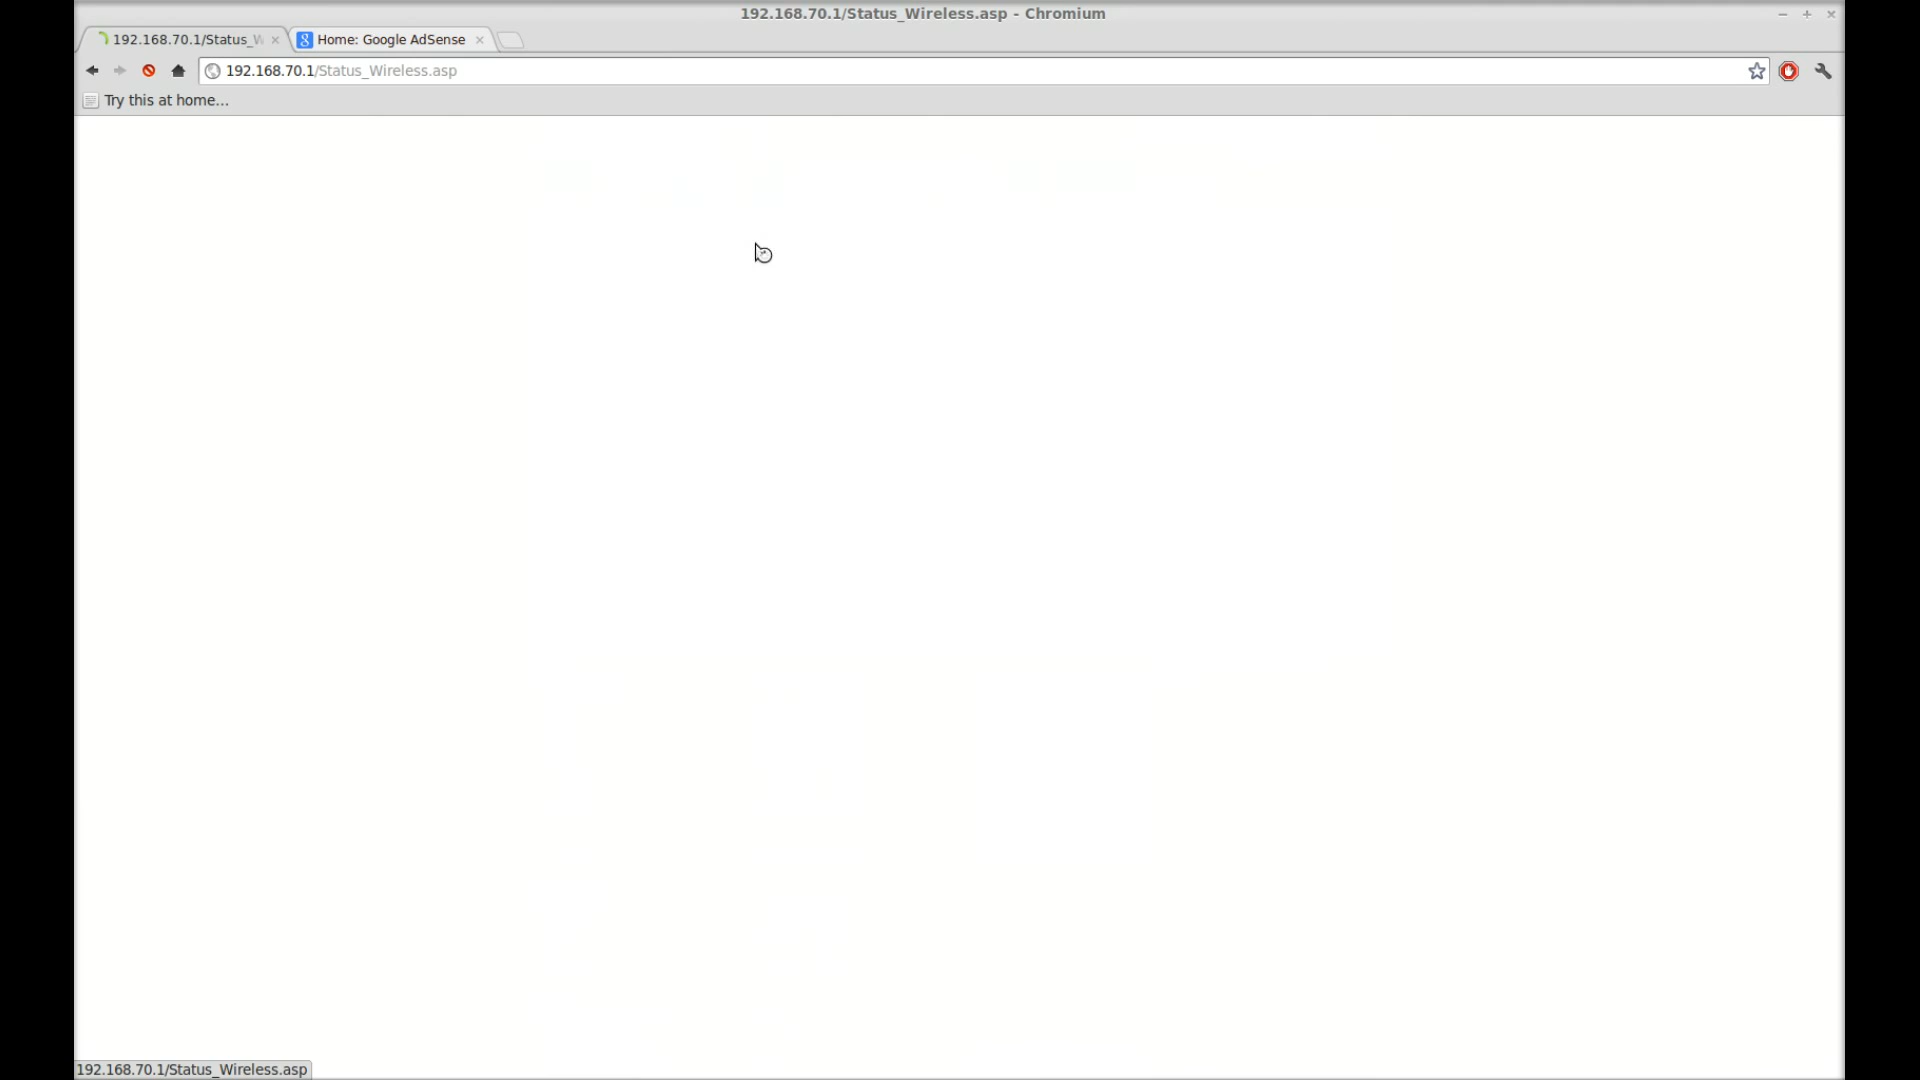 192.168.70.1/Status_Wireless.asp - Chromium
192.168.70.1/Status_W
Home: Google AdSense
192.168.70.1/Status_Wireless.asp
Try this at home...
192.168.70.1/Status_Wireless.asp